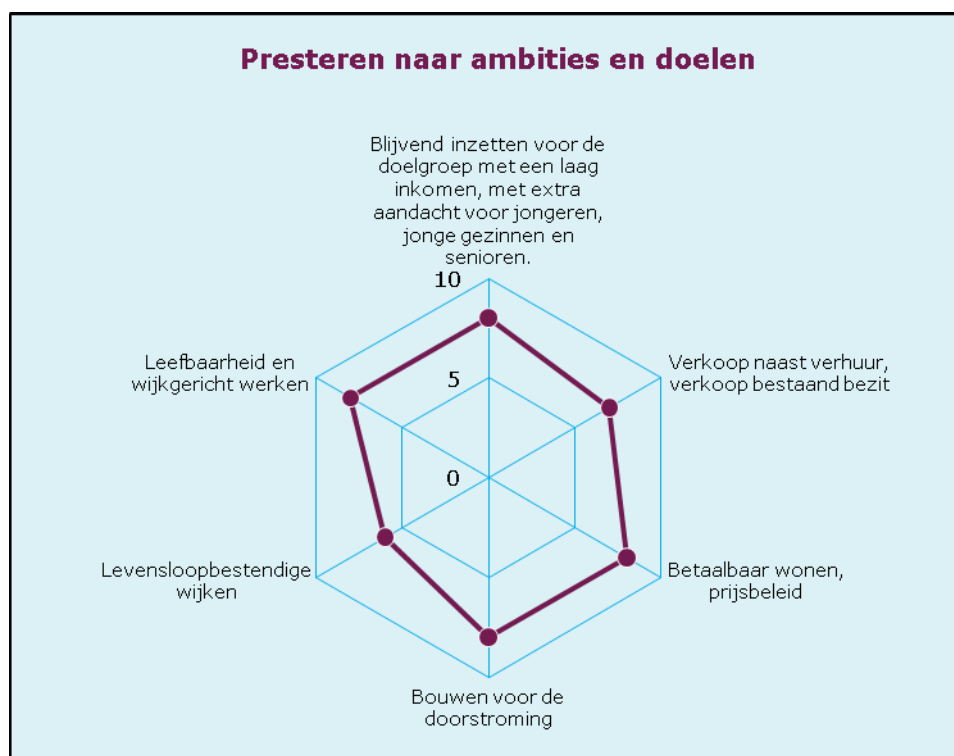 Presteren naar ambities en doelen
Blijvend inzetten voor de
doelgroep met een laag
inkomen, met extra
aandacht voor jongeren,
jonge gezinnen en
senioren.
10
5
0
Verkoop naast verhuur,
verkoop bestaand bezit
Betaalbaar wonen,
prijsbeleid
Bouwen voor de
doorstroming
Levensloopbestendige
wijken
Leefbaarheid en
wijkgericht werken